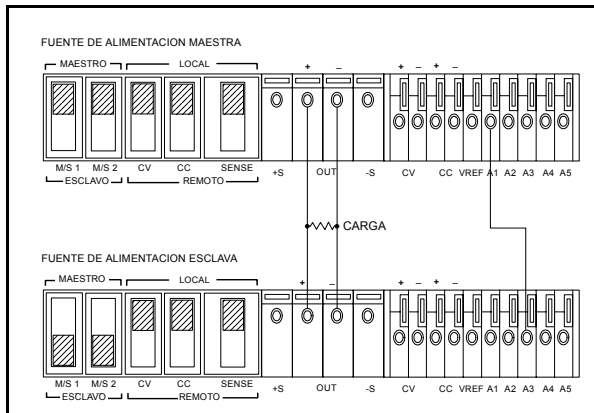 FUENTE DE ALIMENTACION MAESTRA
MAESTRO LOCAL + – + – + –
M/S 1 M/S 2 CV CC SENSE +S OUT -S CV CC VREF A1 A2 A3 A4 A5
ESCLAVO REMOTO
CARGA
FUENTE DE ALIMENTACION ESCLAVA
MAESTRO LOCAL + – + – + –
M/S 1 M/S 2 CV CC SENSE +S OUT -S CV CC VREF A1 A2 A3 A4 A5
ESCLAVO REMOTO